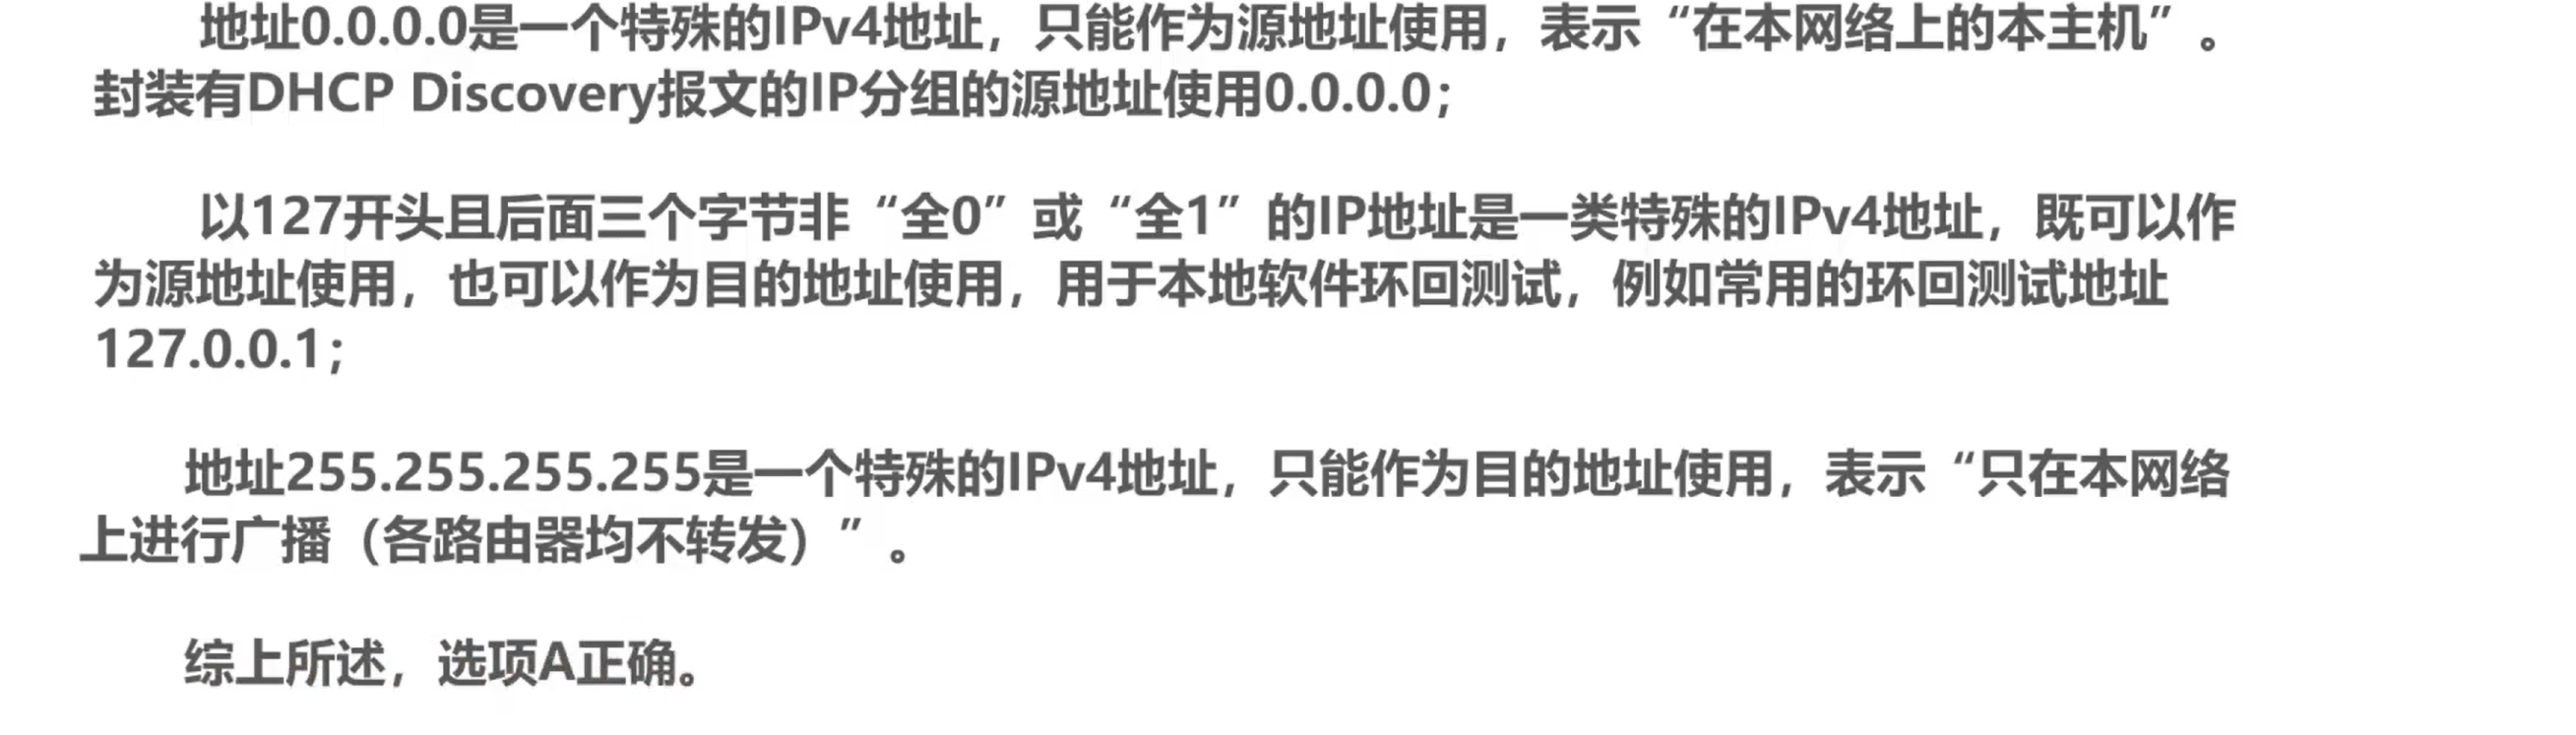 地址0.0.0.0是一个特殊的IPv4地址，只能作为源地址使用，表示“在本网络上的本主机”。
封装有DHCP Discovery报文的IP分组的源地址使用0.0.0.0；
以127开头且后面三个字节非“全0”或“全1”的IP地址是一类特殊的IPv4地址，既可以作
为源地址使用，也可以作为目的地址使用，用于本地软件环回测试，例如常用的环回测试地址
127.0.0.1；
地址255.255.255.255是一个特殊的IPv4地址，只能作为目的地址使用，表示“只在本网络
上进行广播（各路由器均不转发）”。
综上所述，选项A正确。